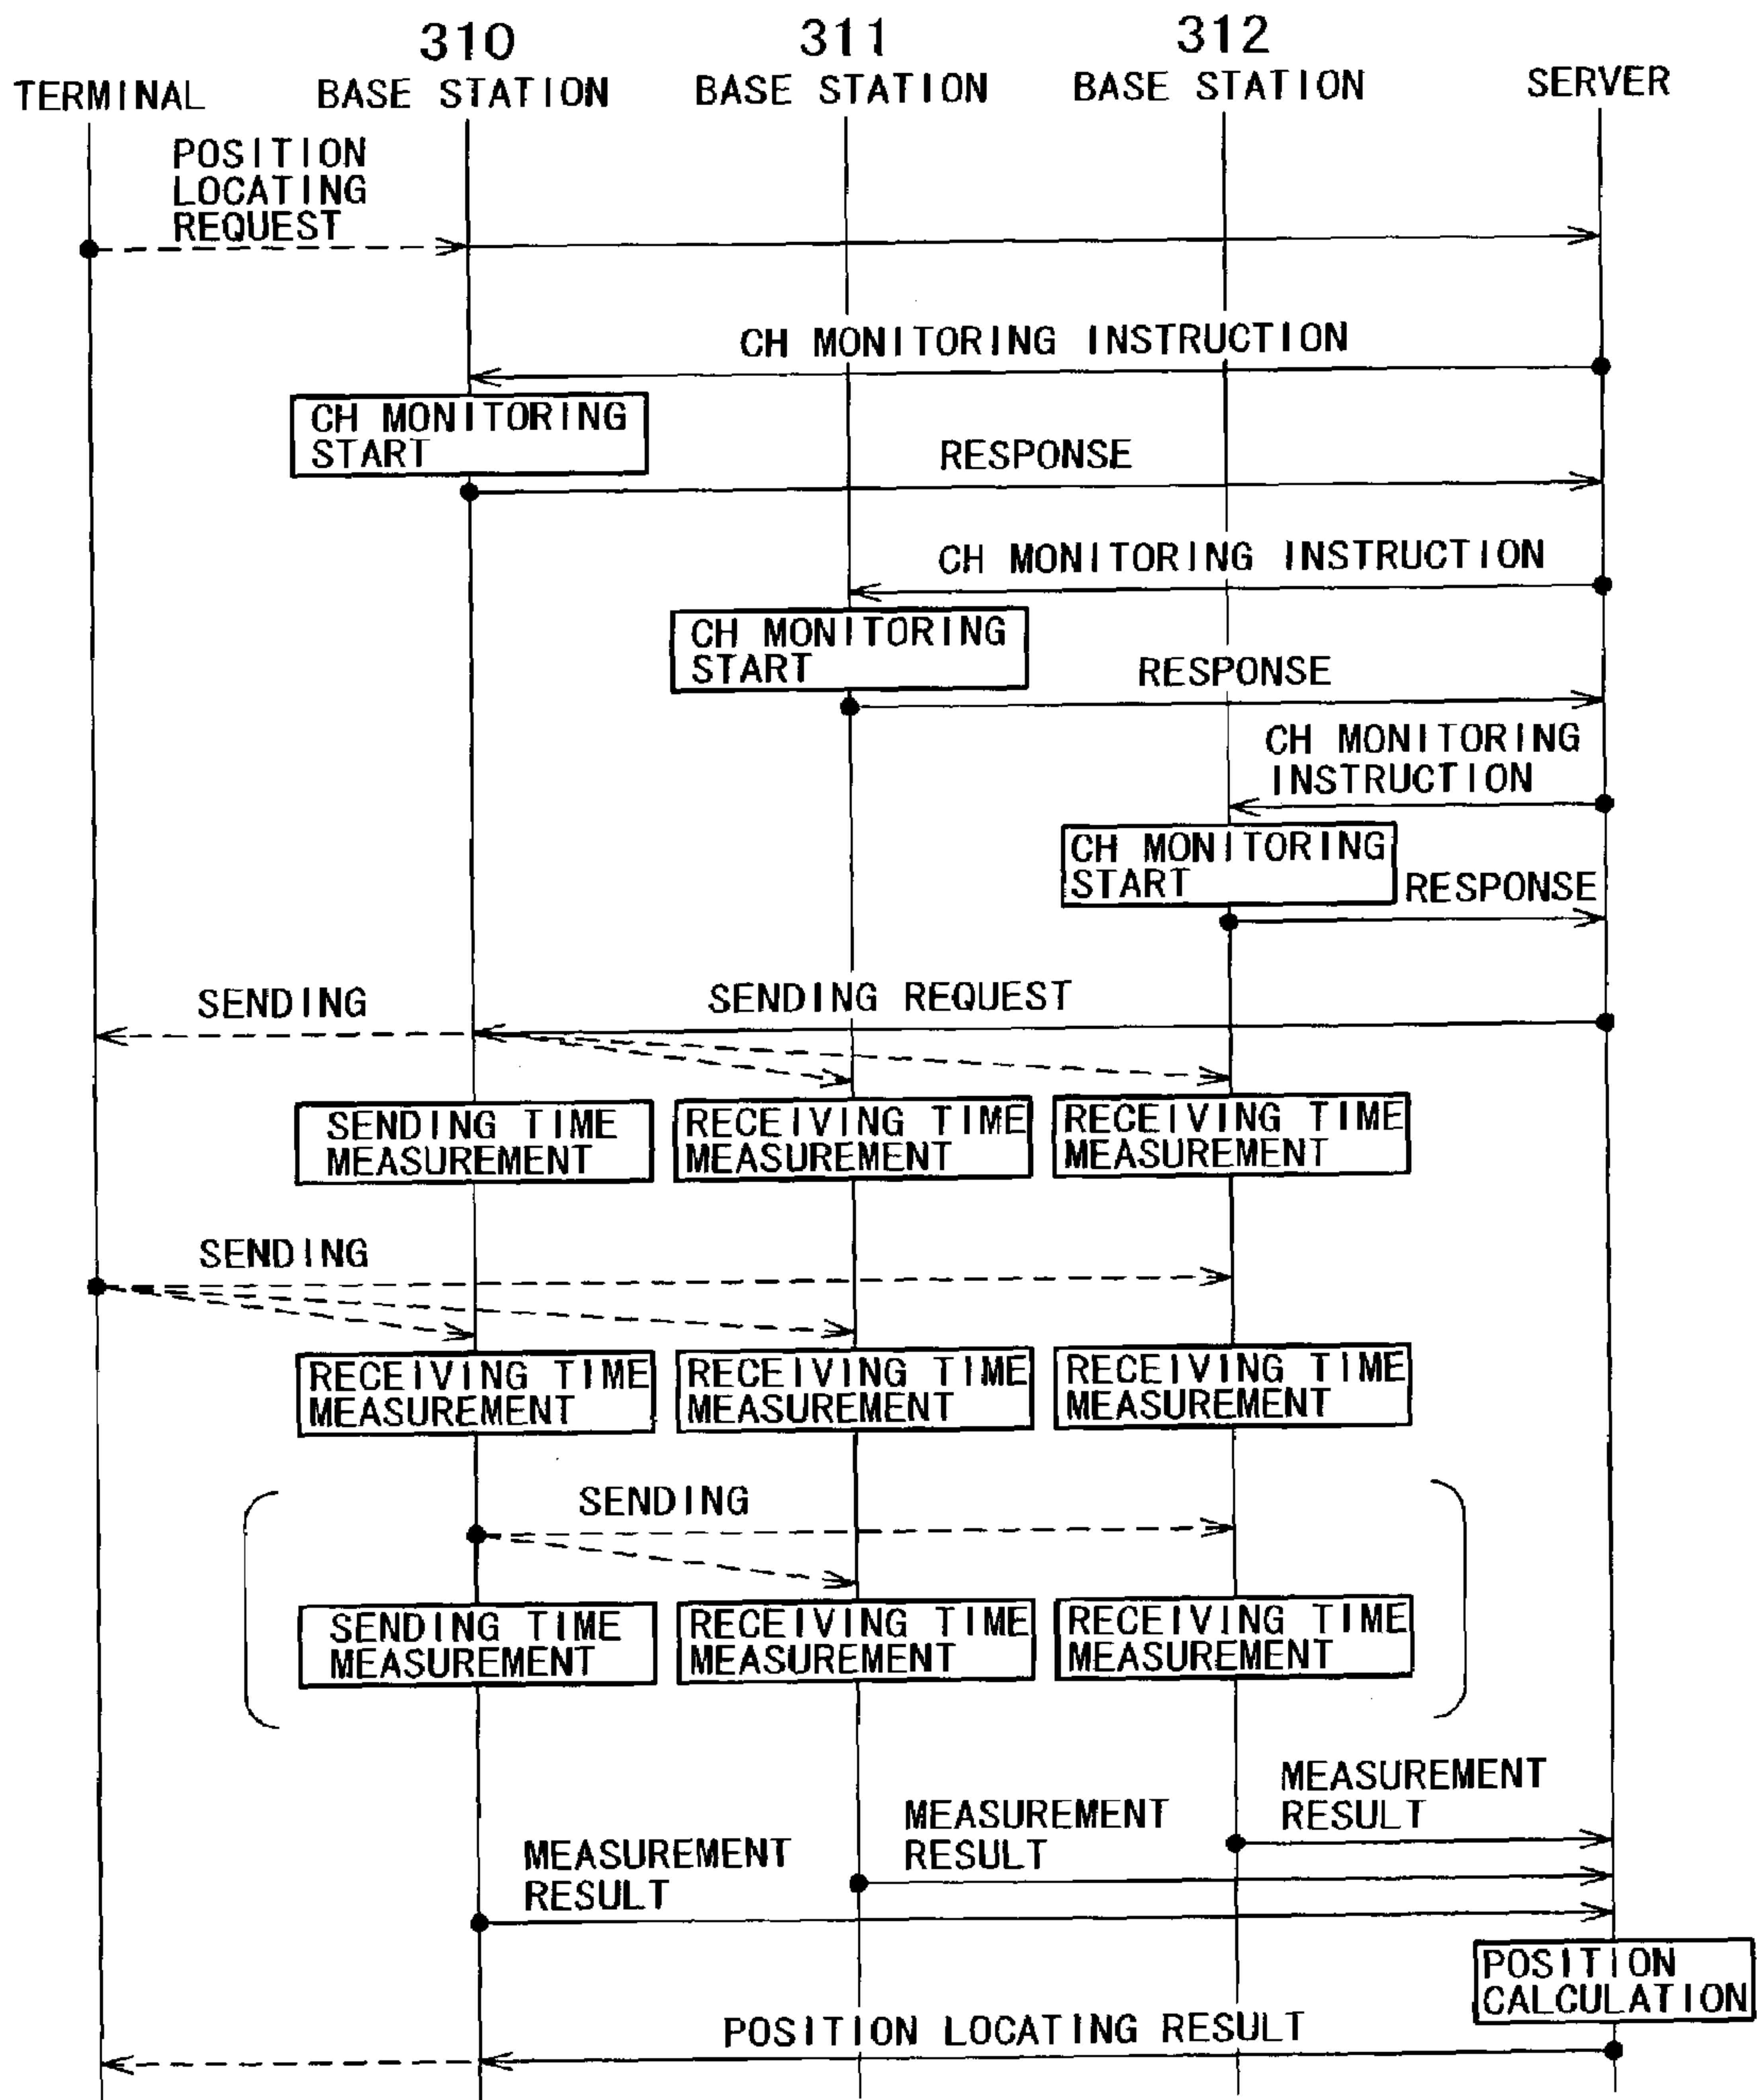 310
311
312
TERMINAL
BASE STATION
BASE STATION
BASE STATION
SERVER
POSITION
LOCATING
REQUEST
CH MONITORING INSTRUCTION
CH MONITORING
START
RESPONSE
CH MONITORING INSTRUCTION
CH MONITORING
START
RESPONSE
CH MONITORING
INSTRUCTION
CH MONITORING
START
RESPONSE
SENDING
SENDING REQUEST
SENDING TIME
MEASUREMENT
RECEIVING TIME
MEASUREMENT
RECEIVING TIME
MEASUREMENT
SENDING
RECEIVING TIME
MEASUREMENT
RECEIVING TIME
MEASUREMENT
RECEIVING TIME
MEASUREMENT
SENDING
SENDING TIME
MEASUREMENT
RECEIVING TIME
MEASUREMENT
RECEIVING TIME
MEASUREMENT
MEASUREMENT
RESULT
MEASUREMENT
RESULT
MEASUREMENT
RESULT
POSITION
CALCULATION
POSITION LOCATING RESULT